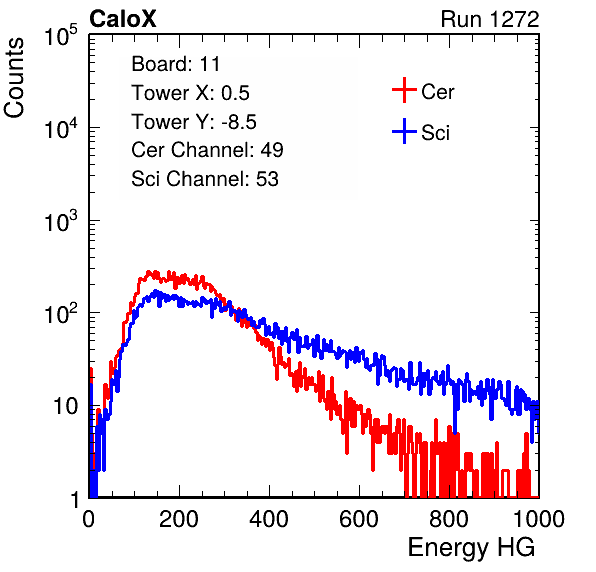 CaloX Run 1272
Counts
Board: 11
Tower X: 0.5
Tower Y: -8.5
Cer Channel: 49
Sci Channel: 53
Cer
Sci
10^5
10^4
10^3
10^2
10
1
0 200 400 600 800 1000
Energy HG